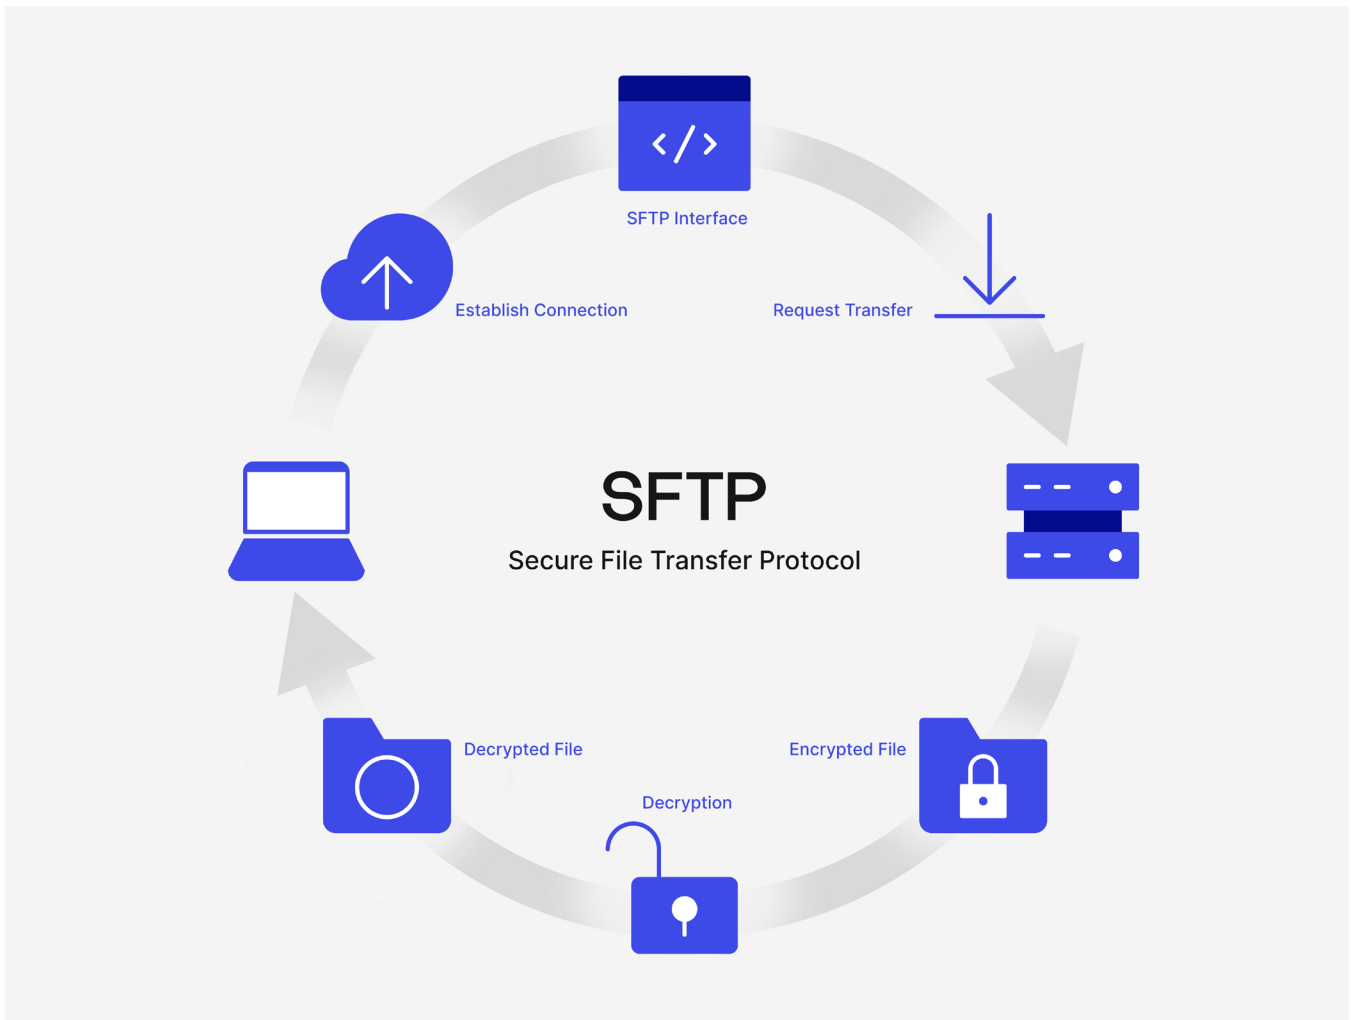 SFTP Interface
Establish Connection
Request Transfer
SFTP
Secure File Transfer Protocol
Decrypted File
Encrypted File
Decryption